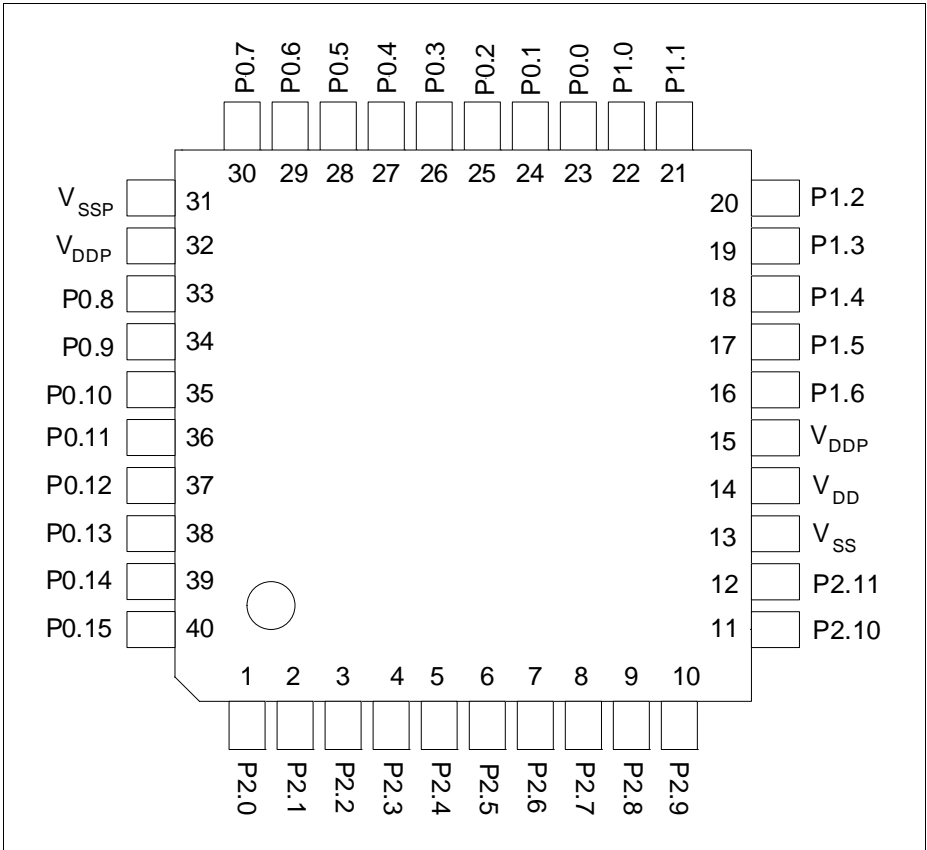 P0.7 P0.6 P0.5 P0.4 P0.3 P0.2 P0.1 P0.0 P1.0 P1.1
30 29 28 27 26 25 24 23 22 21
VSSP 31 20 P1.2
VDDP 32 19 P1.3
P0.8 33 18 P1.4
P0.9 34 17 P1.5
P0.10 35 16 P1.6
P0.11 36 15 VDDP
P0.12 37 14 VDD
P0.13 38 13 VSS
P0.14 39 12 P2.11
P0.15 40 11 P2.10
1 2 3 4 5 6 7 8 9 10
P2.0 P2.1 P2.2 P2.3 P2.4 P2.5 P2.6 P2.7 P2.8 P2.9